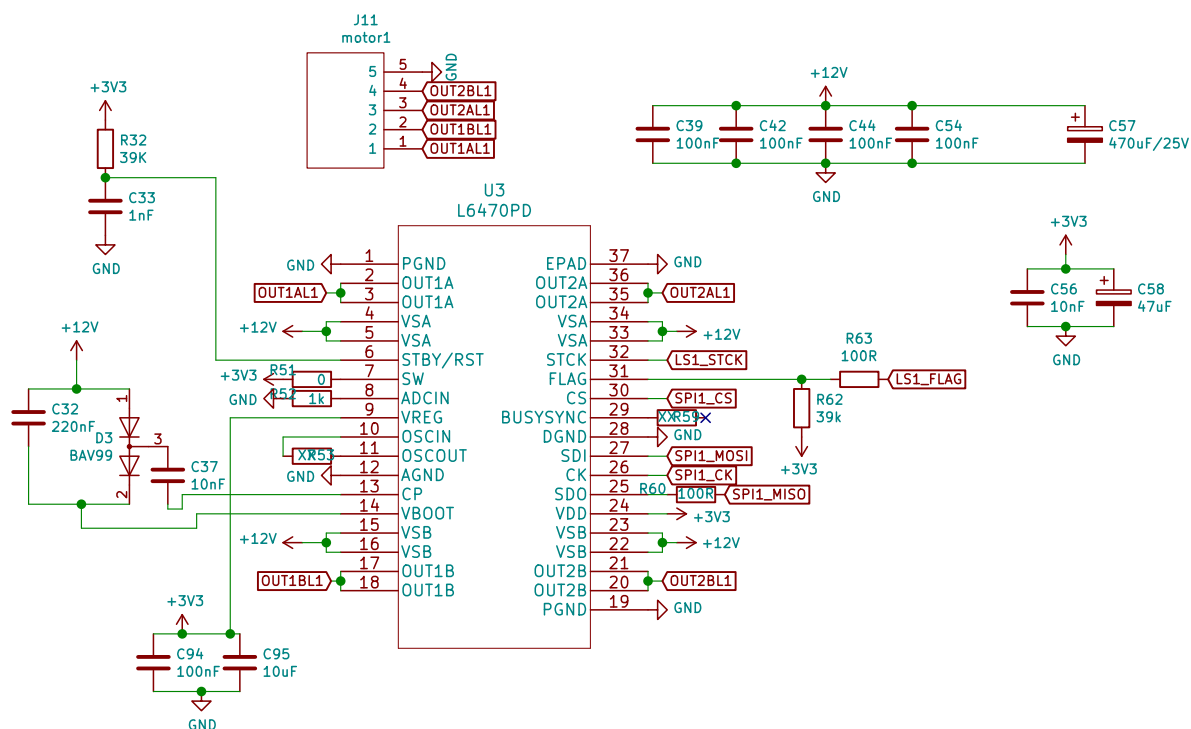 J11
motor1
5 5 GND
4 4 OUT2BL1
3 3 OUT2AL1
2 2 OUT1BL1
1 1 OUT1AL1
+3V3
R32
39K
C33
1nF
GND
+12V
C39
100nF
C42
100nF
C44
100nF
C54
100nF
+ C57
470uF/25V
GND
+3V3
C56
10nF
+ C58
47uF
GND
U3
L6470PD
GND 1 PGND
2 OUT1A
OUT1AL1
3 OUT1A
4 VSA
+12V
5 VSA
6 STBY/RST
+3V3 R51 0 7 SW
GND R52 1k 8 ADCIN
9 VREG
10 OSCIN
XX R53 11 OSCOUT
GND 12 AGND
13 CP
14 VBOOT
15 VSB
+12V
16 VSB
17 OUT1B
OUT1BL1
18 OUT1B
EPAD 37 GND
OUT2A 36
OUT2AL1
OUT2A 35
VSA 34
+12V
VSA 33
STCK 32 LS1_STCK
FLAG 31
R63
100R
LS1_FLAG
R62
39k
+3V3
CS 30 SPI1_CS
BUSYSYNC 29 XX R59
DGND 28 GND
SDI 27 SPI1_MOSI
CK 26 SPI1_CK
SDO 25 R60 100R SPI1_MISO
VDD 24 +3V3
VSB 23
+12V
VSB 22
OUT2B 21
OUT2BL1
OUT2B 20
PGND 19 GND
+12V
C32
220nF
1
D3
BAV99
3
2
C37
10nF
+3V3
C94
100nF
C95
10uF
GND